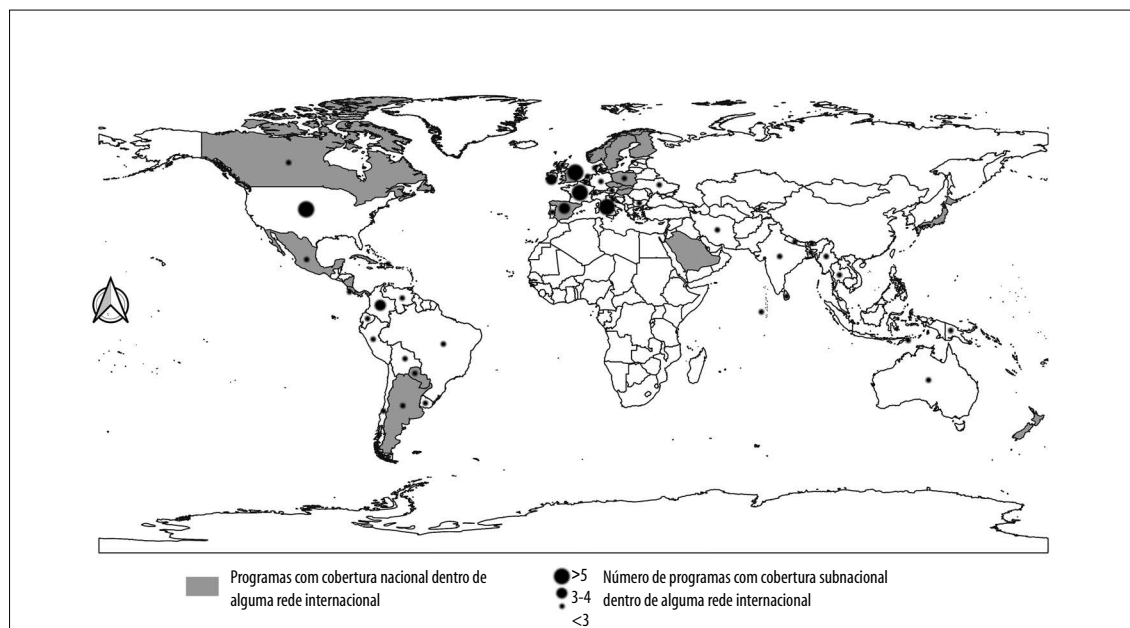 Programas com cobertura nacional dentro de
alguma rede internacional
>5
3-4
<3
Número de programas com cobertura subnacional
dentro de alguma rede internacional